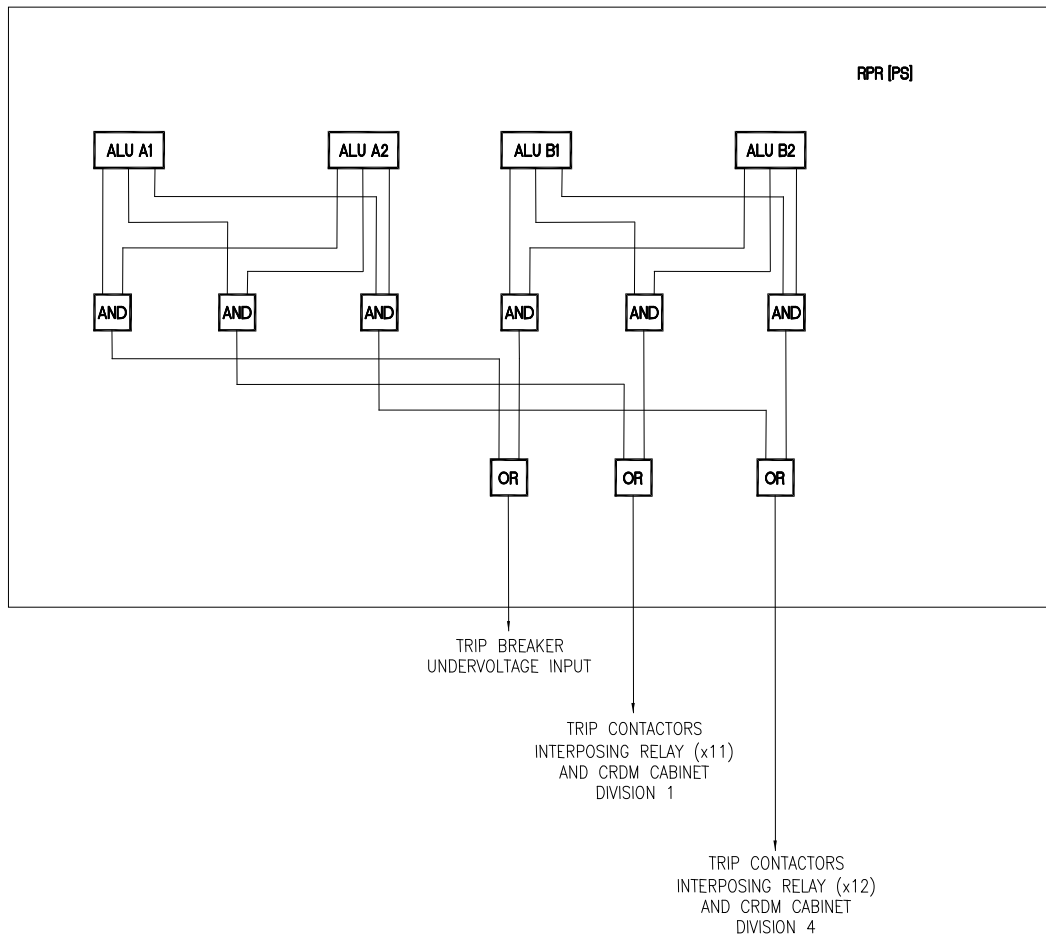 RPR [PS]
ALU A1
ALU A2
ALU B1
ALU B2
AND
AND
AND
AND
AND
AND
OR
OR
OR
TRIP BREAKER
UNDERVOLTAGE INPUT
TRIP CONTACTORS
INTERPOSING RELAY (x11)
AND CRDM CABINET
DIVISION 1
TRIP CONTACTORS
INTERPOSING RELAY (x12)
AND CRDM CABINET
DIVISION 4